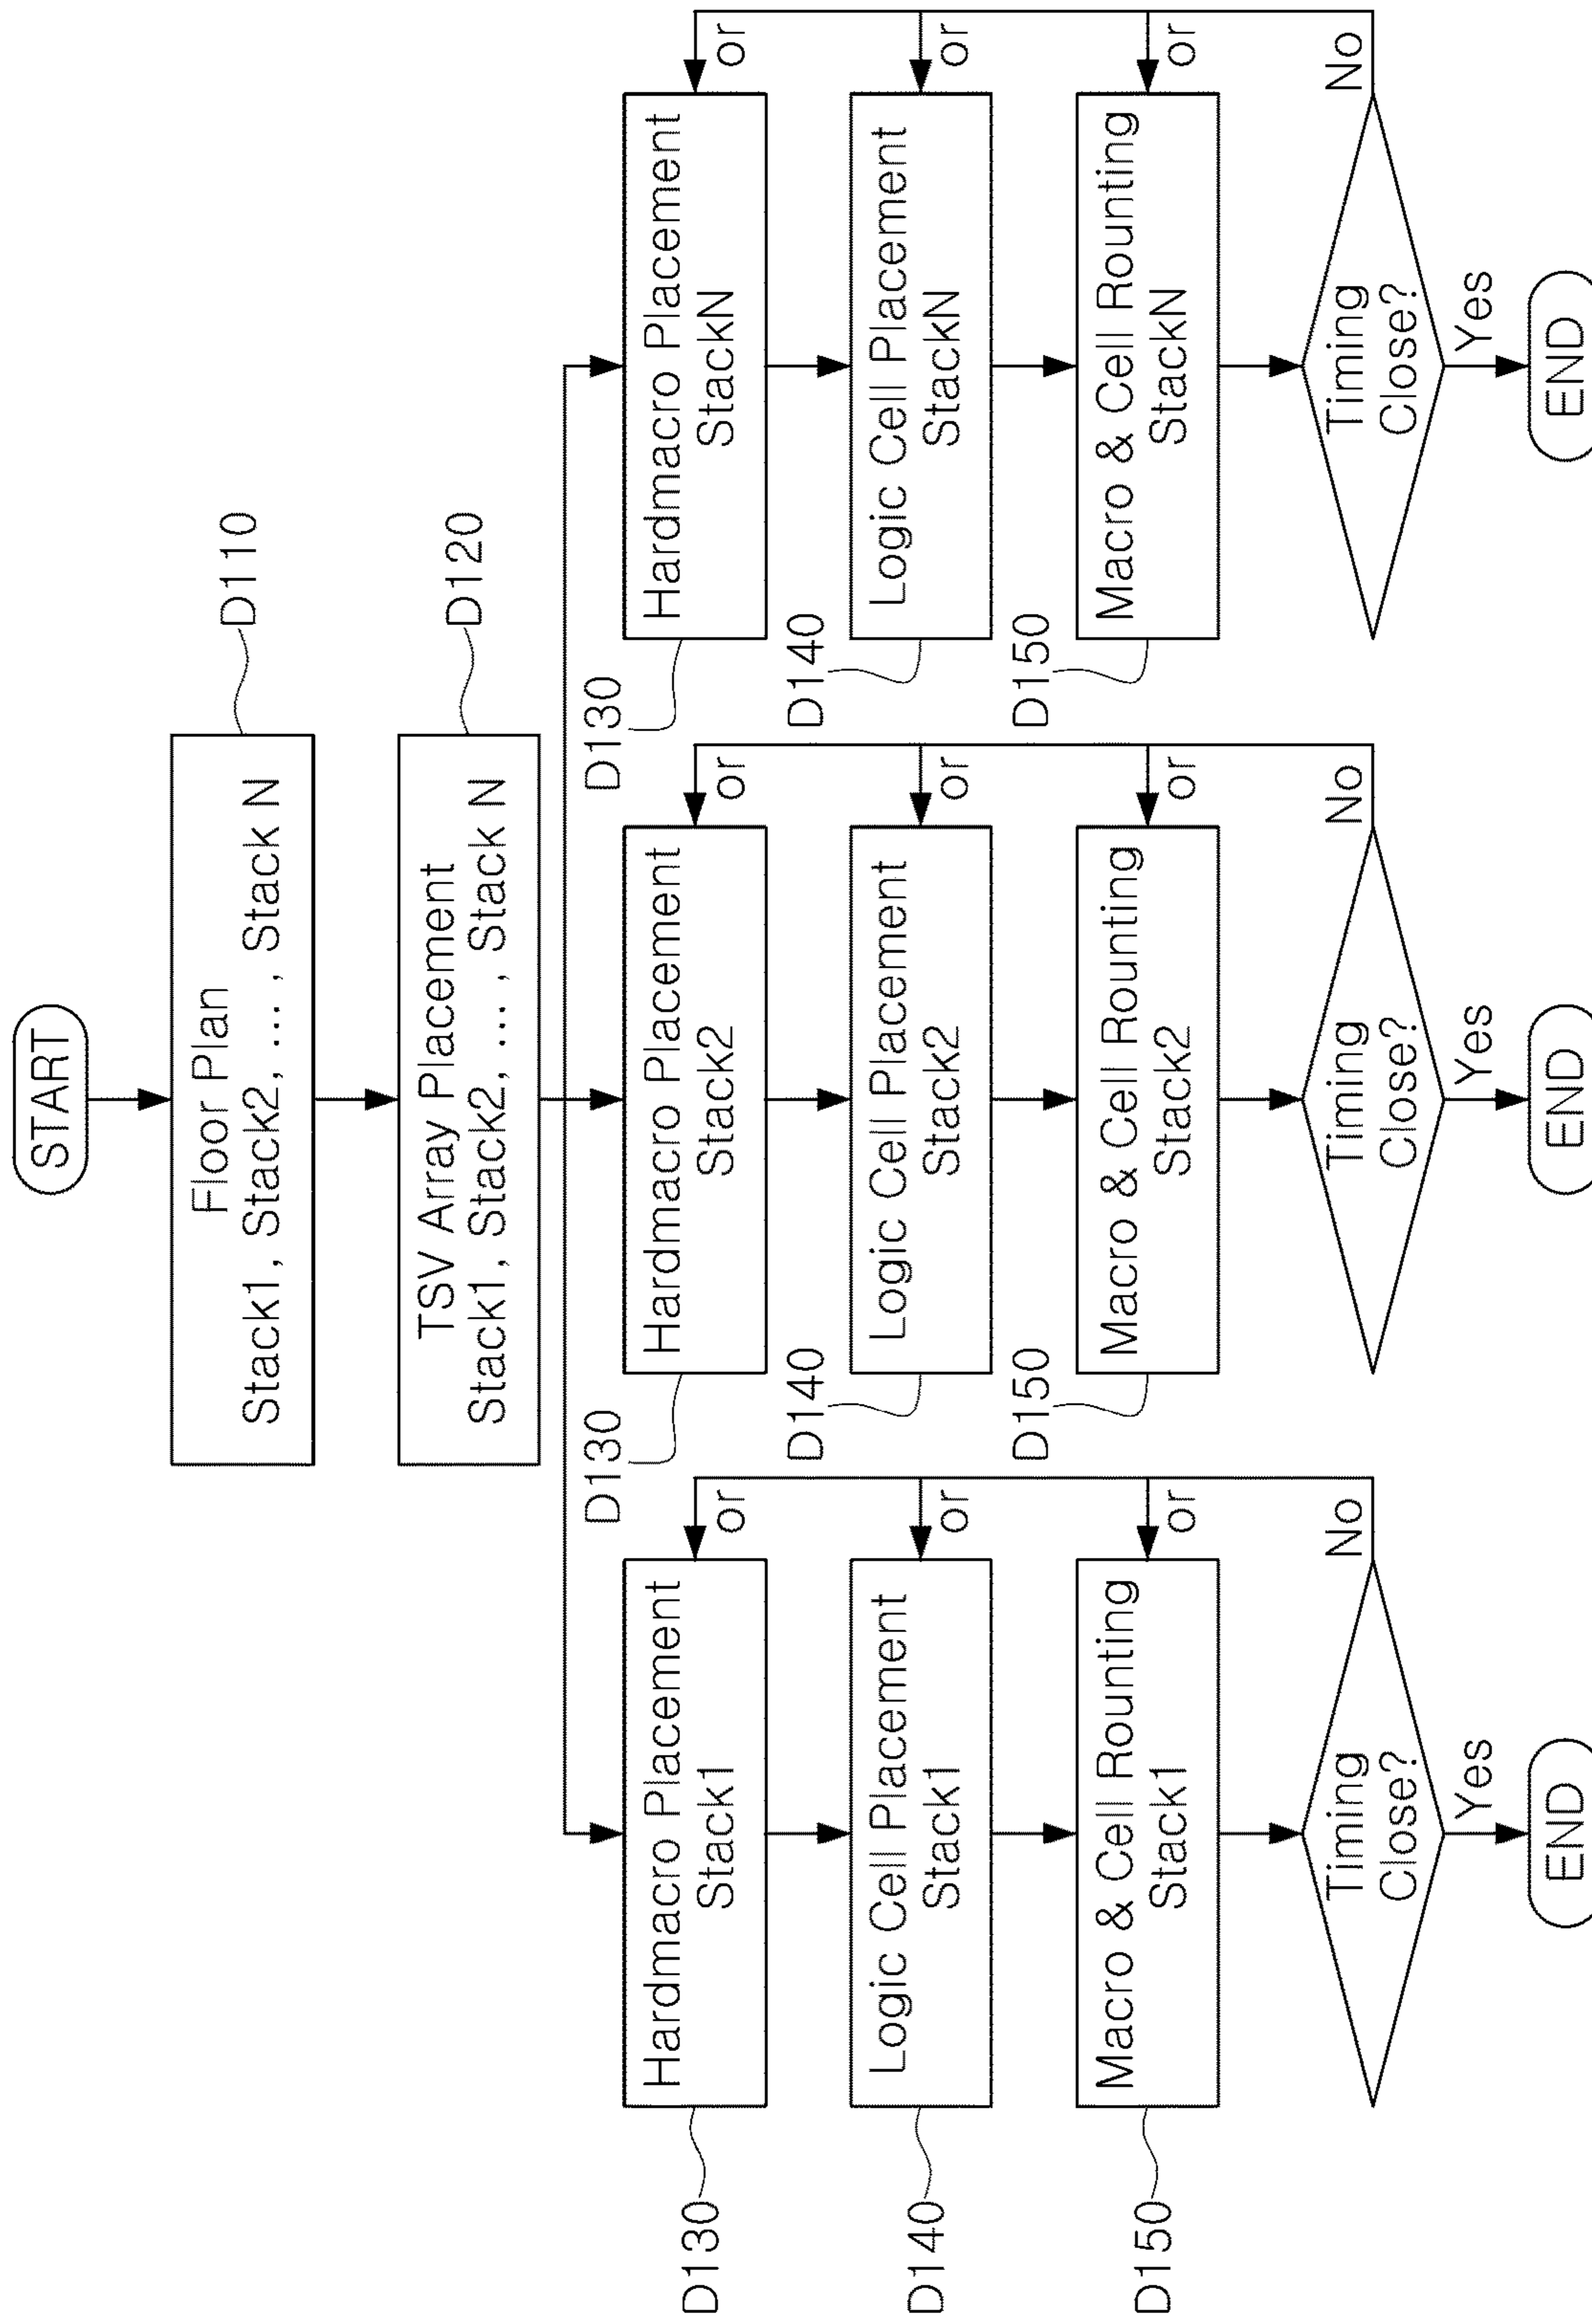 START
Floor Plan
Stack1, Stack2, ... , Stack N
D110
TSV Array Placement
Stack1, Stack2, ... , Stack N
D120
D130
Hardmacro Placement
Stack1
or
D140
Logic Cell Placement
Stack1
or
D150
Macro & Cell Rounting
Stack1
or
Timing
Close?
No
Yes
END
D130
Hardmacro Placement
Stack2
or
D140
Logic Cell Placement
Stack2
or
D150
Macro & Cell Rounting
Stack2
or
Timing
Close?
No
Yes
END
D130
Hardmacro Placement
StackN
or
D140
Logic Cell Placement
StackN
or
D150
Macro & Cell Rounting
StackN
or
Timing
Close?
No
Yes
END